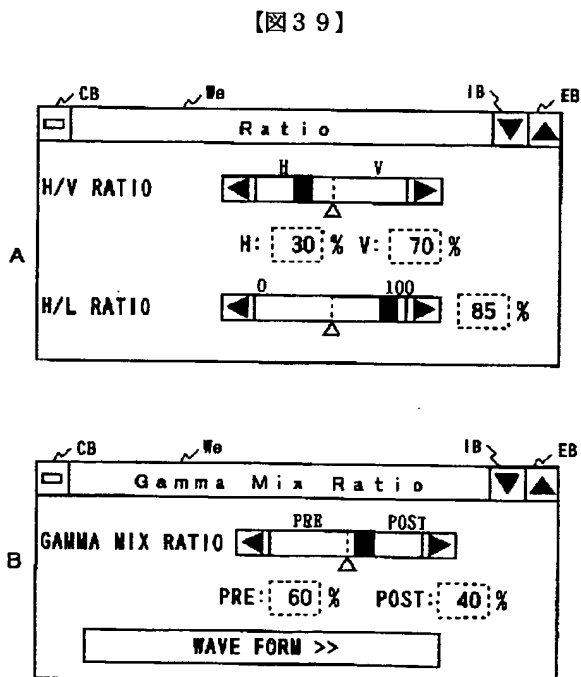 【図３９】
CB We IB EB
Ratio
H V
H/V RATIO
A
H: 30 % V: 70 %
0 100
H/L RATIO 85 %
CB We IB EB
Gamma Mix Ratio
PRE POST
GAMMA MIX RATIO
B
PRE: 60 % POST: 40 %
WAVE FORM >>